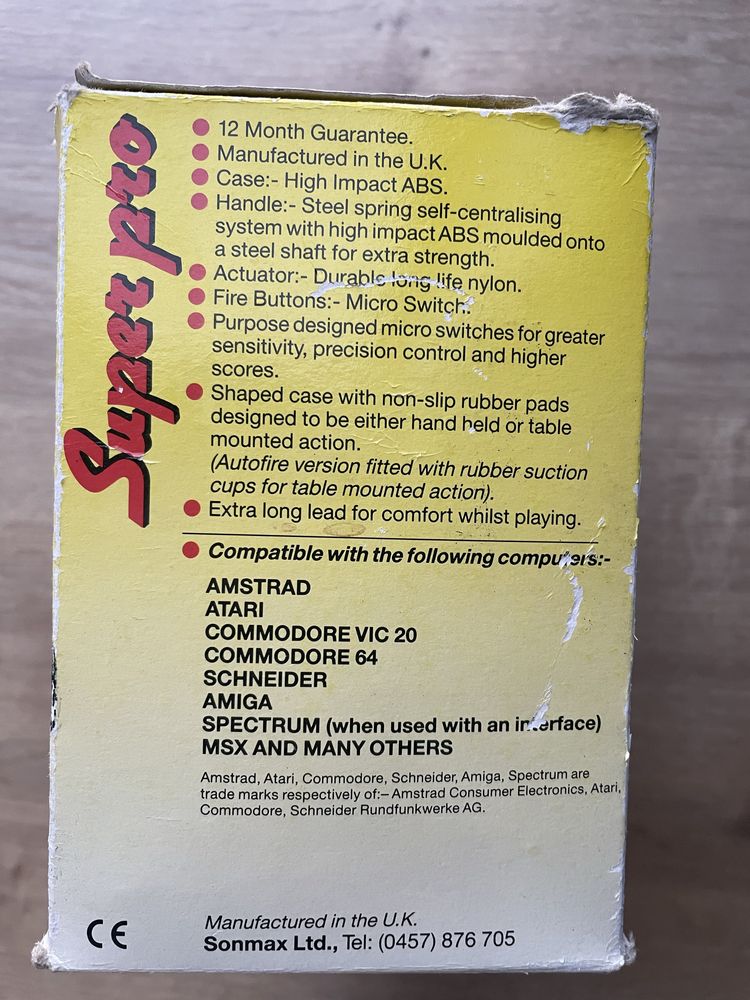 Super pro
● 12 Month Guarantee.
● Manufactured in the U.K.
● Case:- High Impact ABS.
● Handle:- Steel spring self-centralising
system with high impact ABS moulded onto
a steel shaft for extra strength.
● Actuator:- Durable long life nylon.
● Fire Buttons:- Micro Switch.
● Purpose designed micro switches for greater
sensitivity, precision control and higher
scores.
● Shaped case with non-slip rubber pads
designed to be either hand held or table
mounted action.
(Autofire version fitted with rubber suction
cups for table mounted action).
● Extra long lead for comfort whilst playing.
● Compatible with the following computers:-
AMSTRAD
ATARI
COMMODORE VIC 20
COMMODORE 64
SCHNEIDER
AMIGA
SPECTRUM (when used with an interface)
MSX AND MANY OTHERS
Amstrad, Atari, Commodore, Schneider, Amiga, Spectrum are
trade marks respectively of:– Amstrad Consumer Electronics, Atari,
Commodore, Schneider Rundfunkwerke AG.
CE
Manufactured in the U.K.
Sonmax Ltd., Tel: (0457) 876 705